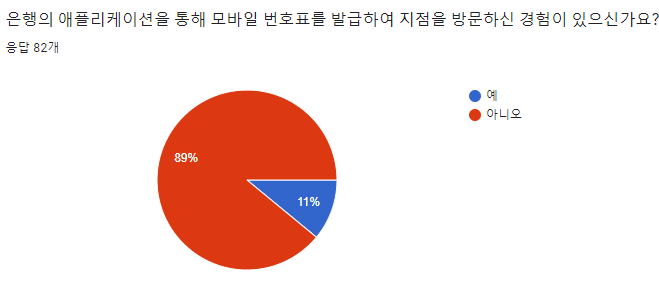 은행의 애플리케이션을 통해 모바일 번호표를 발급하여 지점을 방문하신 경험이 있으신가요?
응답 82개
예
아니오
89%
11%